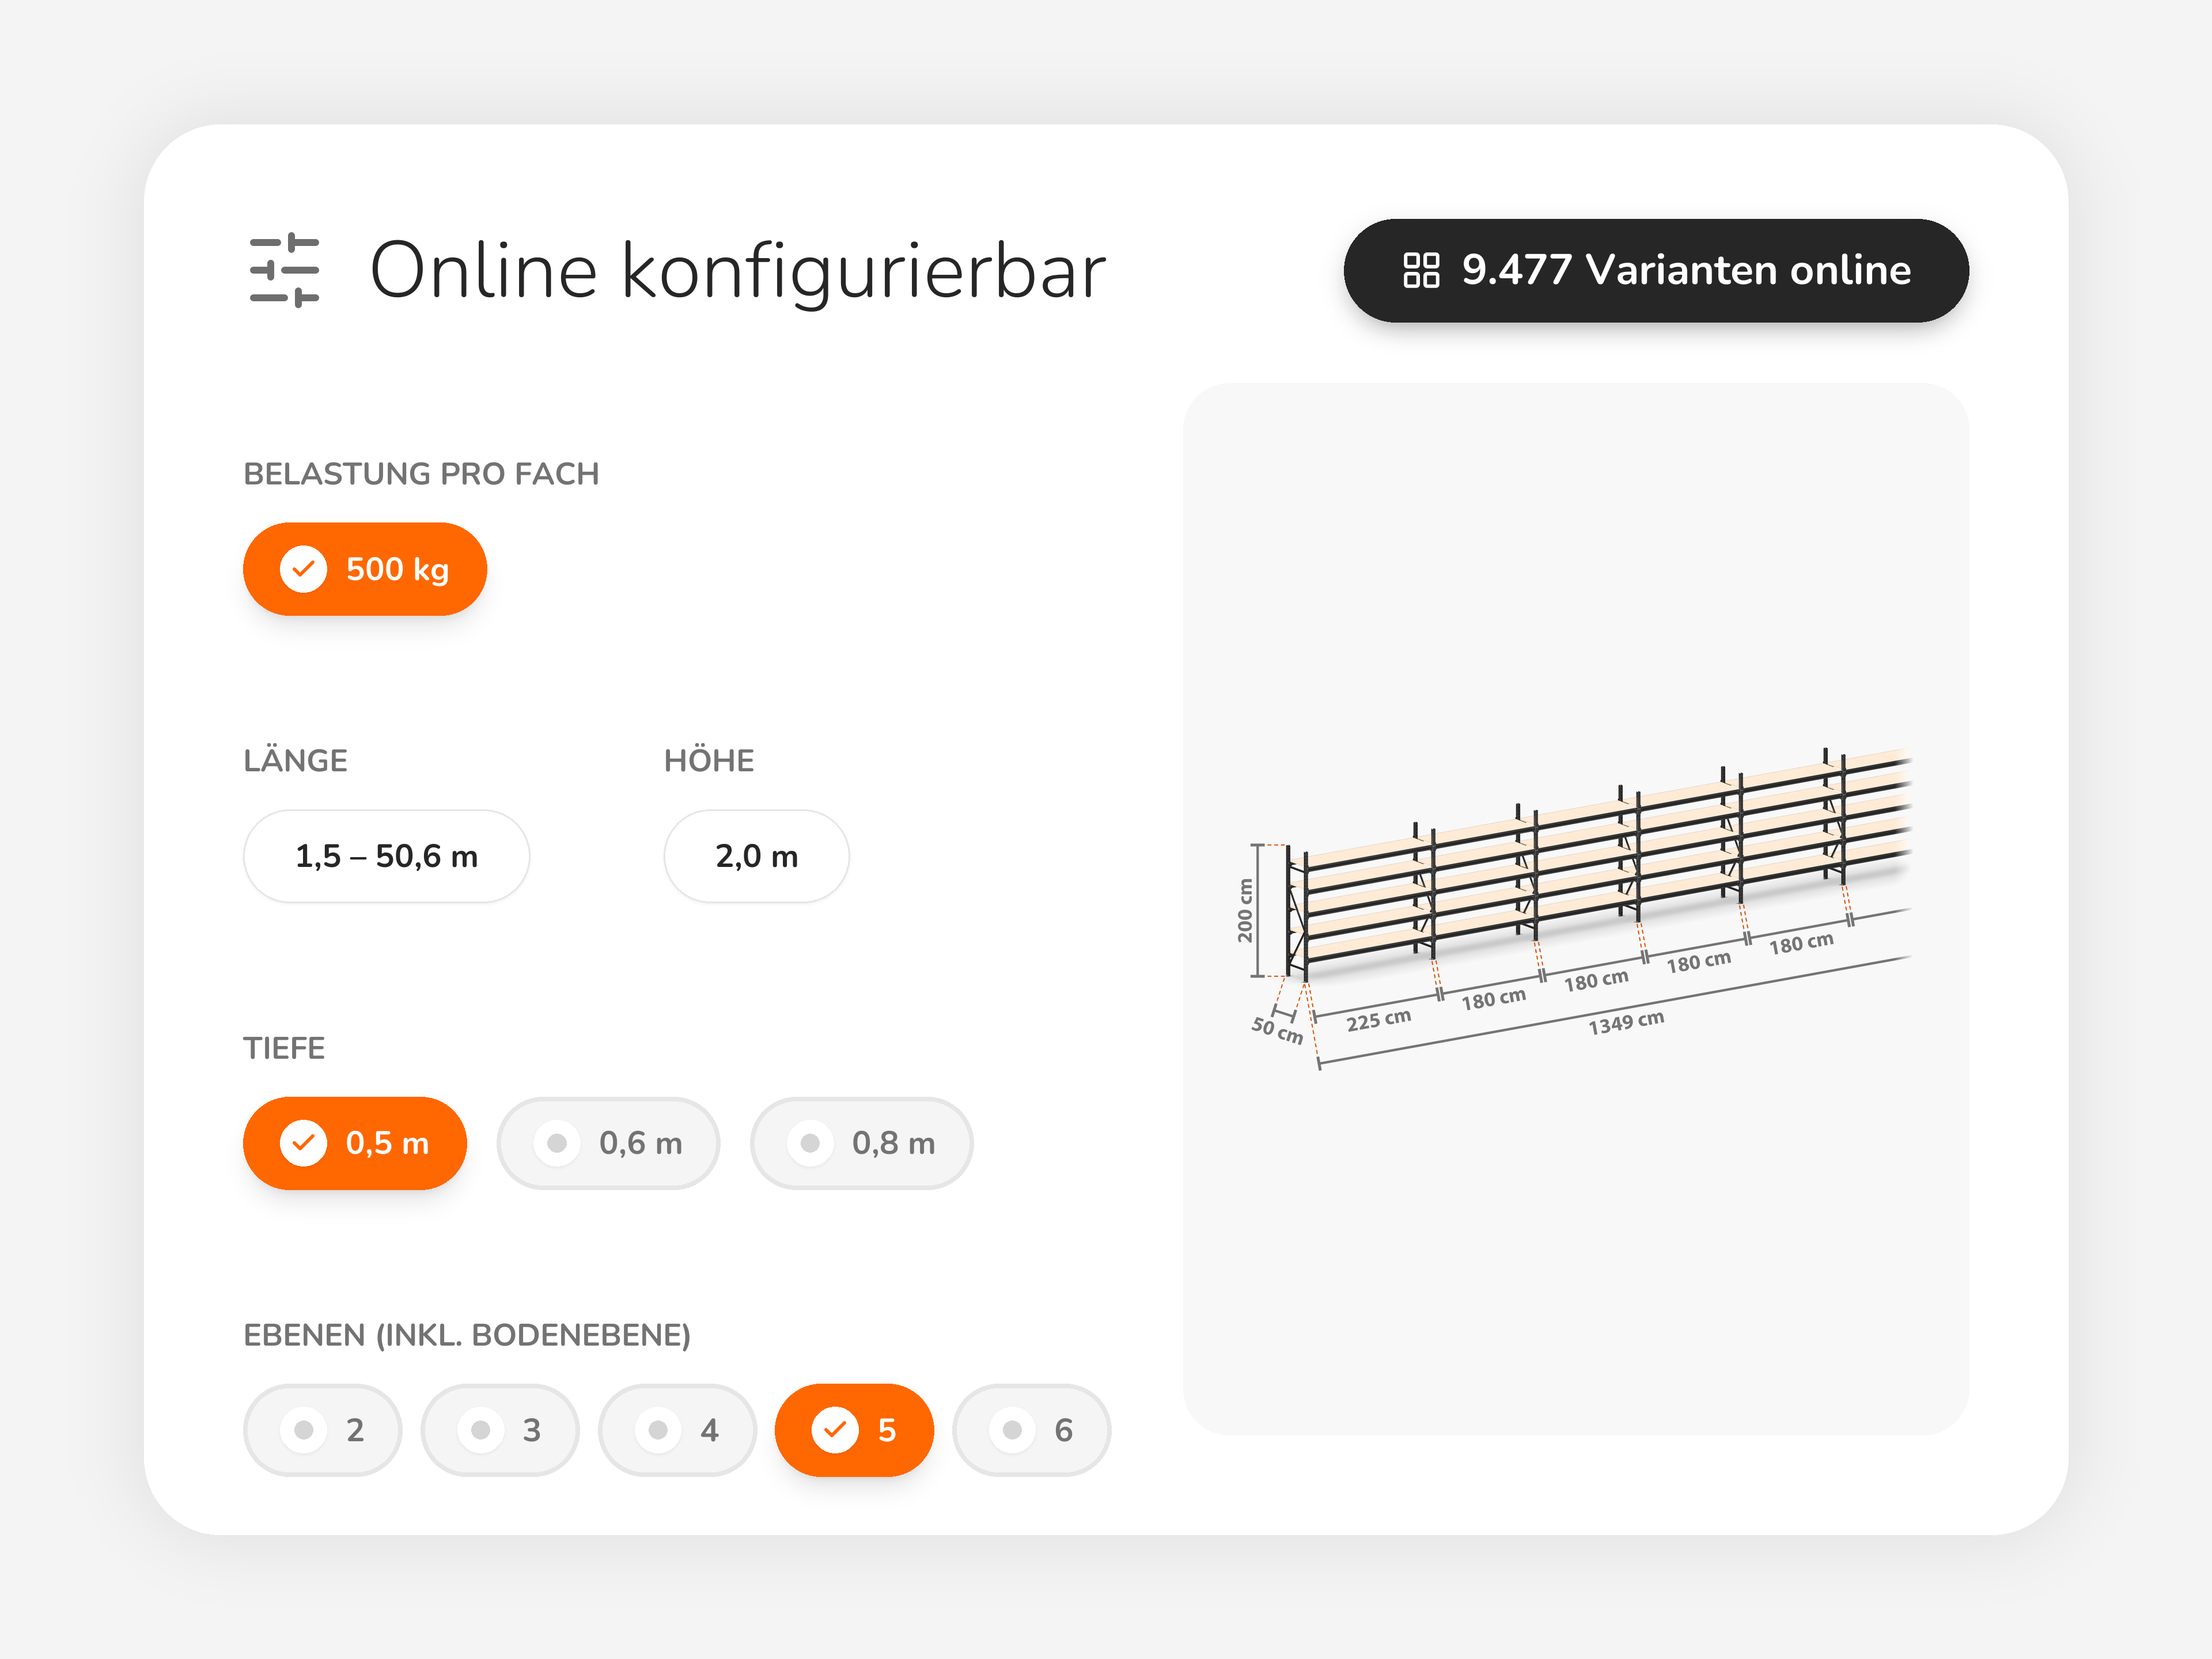 Online konfigurierbar
9.477 Varianten online
BELASTUNG PRO FACH
500 kg
LÄNGE
HÖHE
1,5 – 50,6 m
2,0 m
TIEFE
0,5 m
0,6 m
0,8 m
EBENEN (INKL. BODENEBENE)
2
3
4
5
6
200 cm
50 cm
225 cm
180 cm
180 cm
180 cm
180 cm
1349 cm